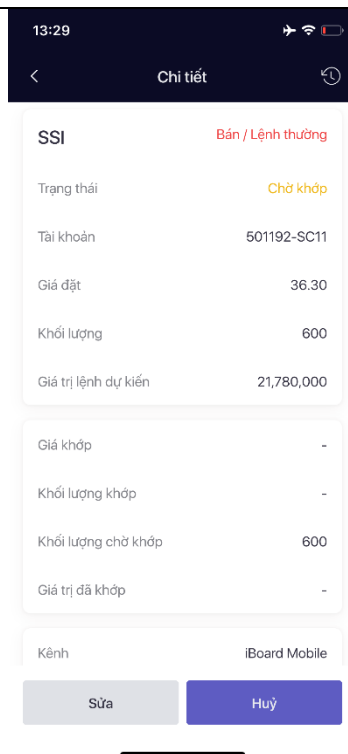 13:29
Chi tiết
SSI
Bán / Lệnh thường
Trạng thái
Chờ khớp
Tài khoản
501192-SC11
Giá đặt
36.30
Khối lượng
600
Giá trị lệnh dự kiến
21,780,000
Giá khớp
-
Khối lượng khớp
-
Khối lượng chờ khớp
600
Giá trị đã khớp
-
Kênh
iBoard Mobile
Sửa
Huỷ